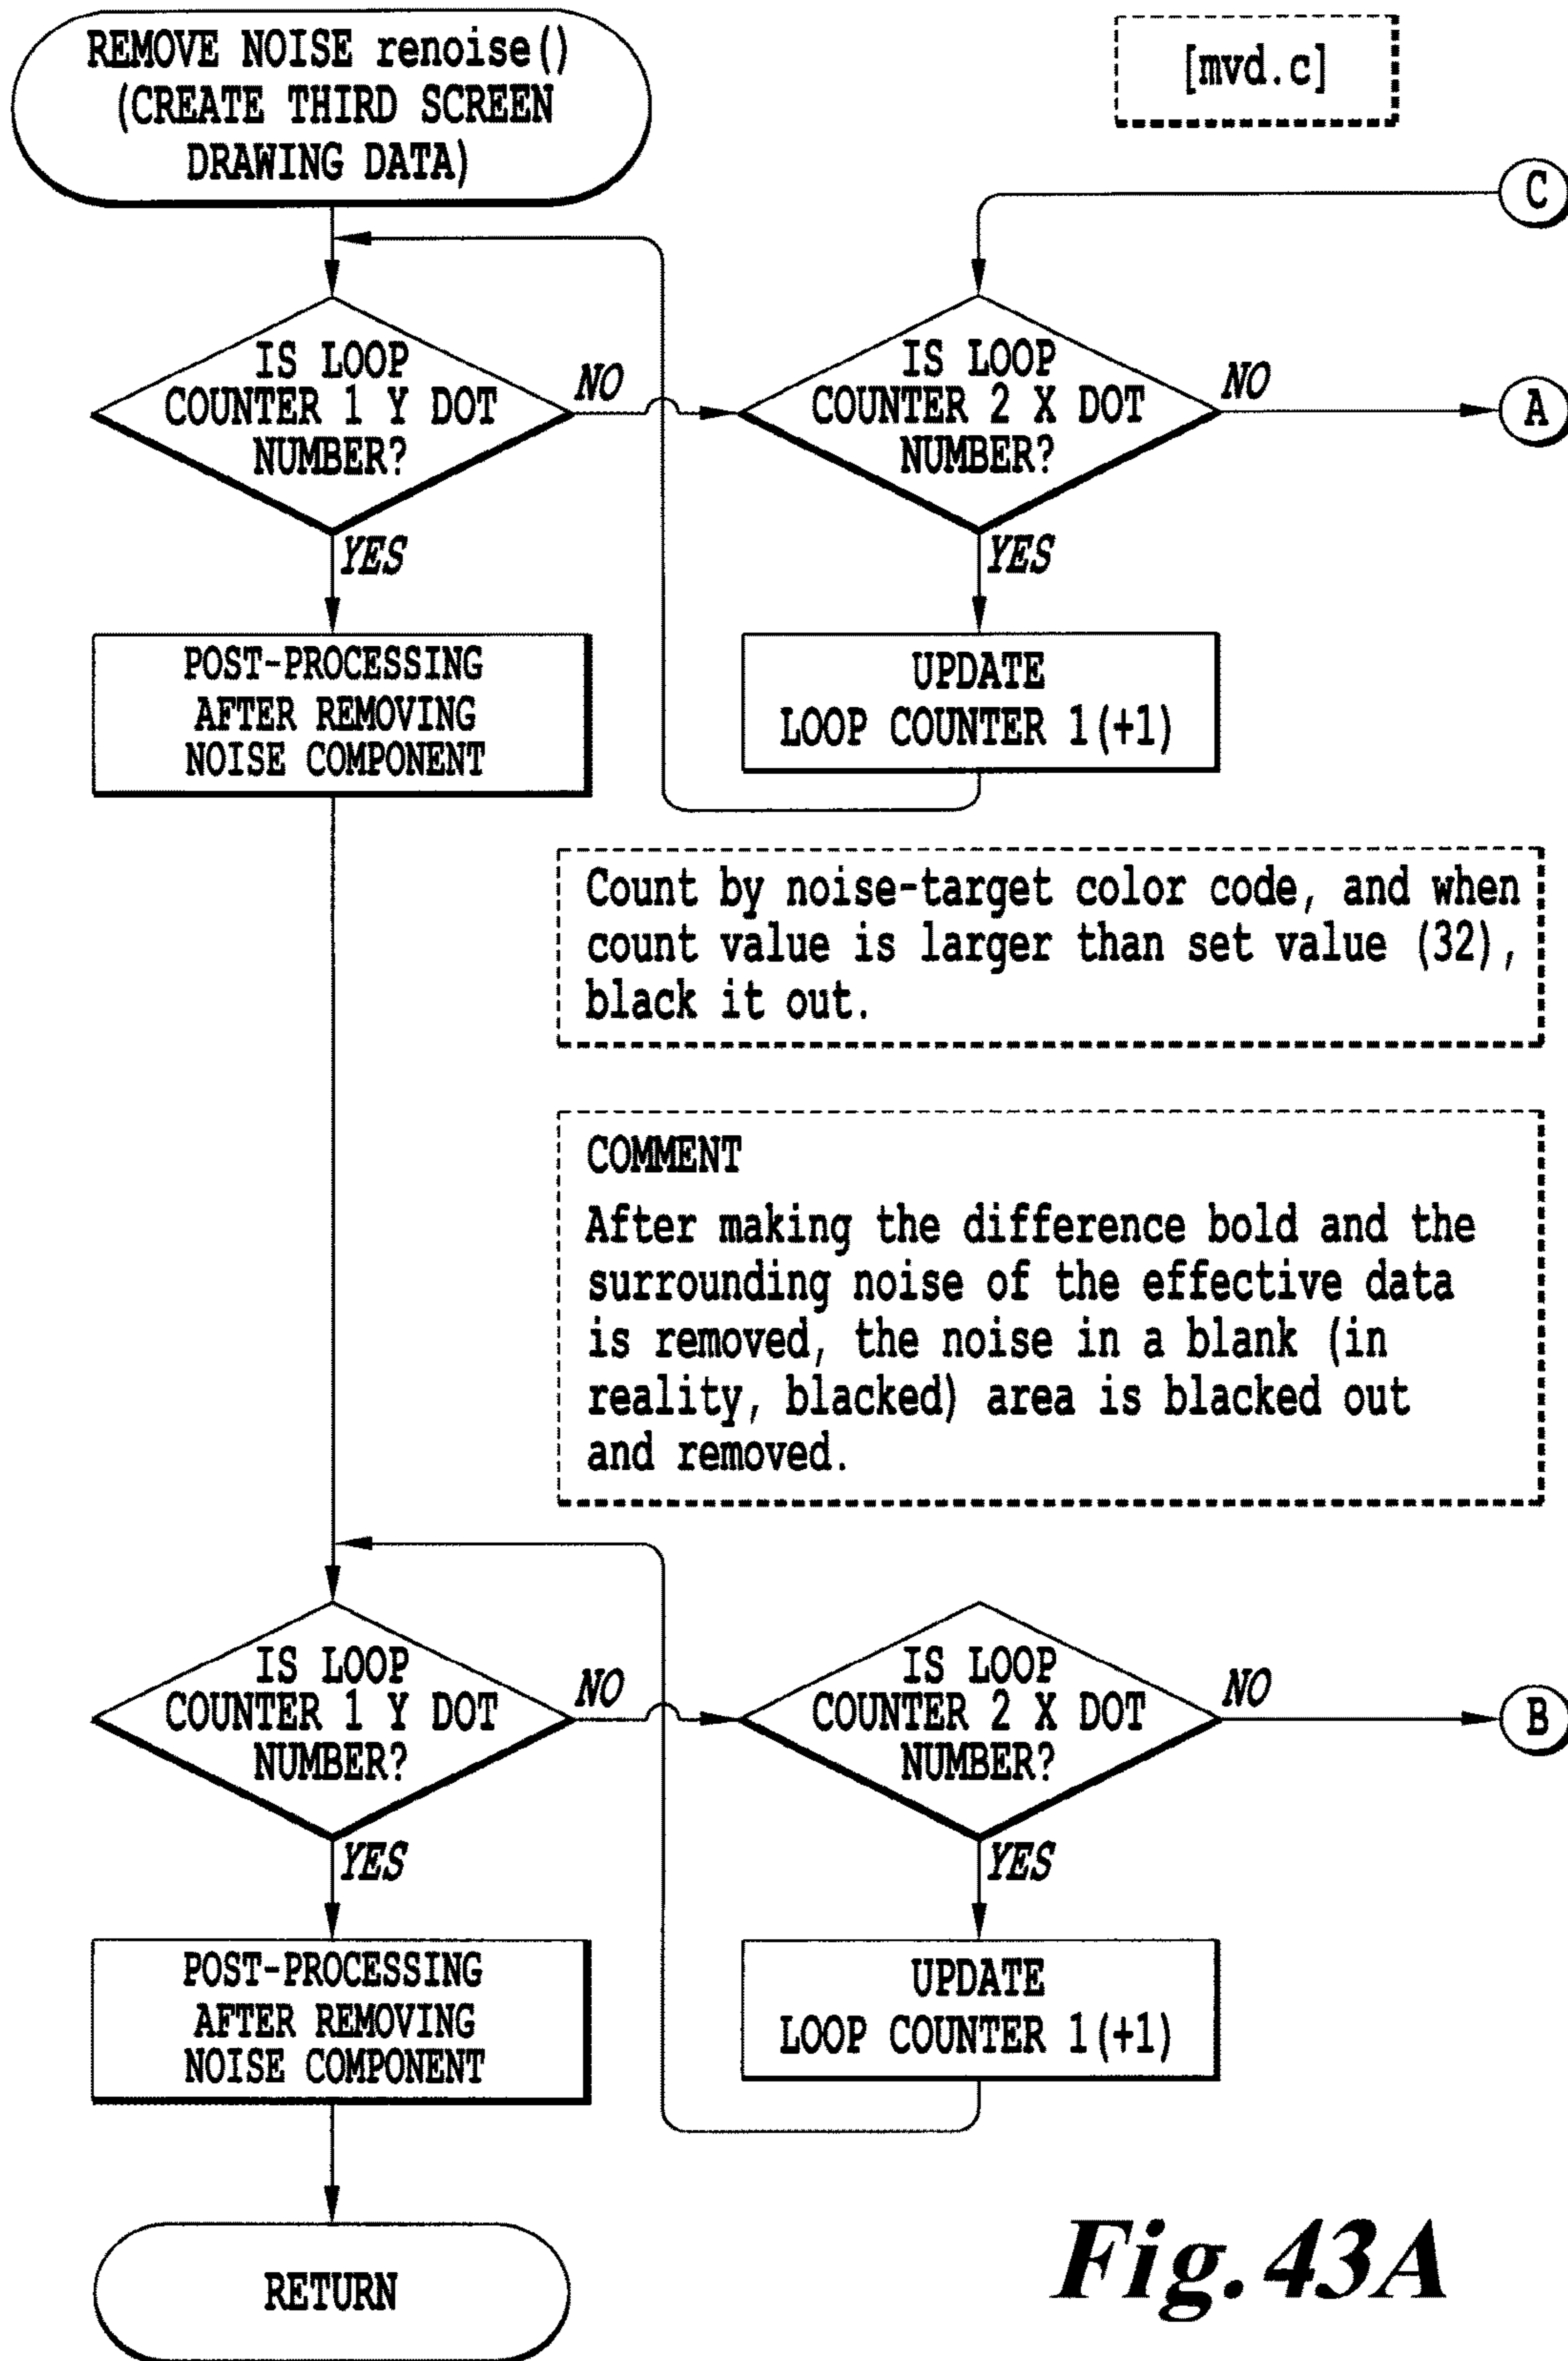 REMOVE NOISE renoise()
(CREATE THIRD SCREEN
DRAWING DATA)
[mvd.c]
C
IS LOOP
COUNTER 1 Y DOT
NUMBER?
NO
YES
IS LOOP
COUNTER 2 X DOT
NUMBER?
NO
A
YES
POST-PROCESSING
AFTER REMOVING
NOISE COMPONENT
UPDATE
LOOP COUNTER 1(+1)
Count by noise-target color code, and when
count value is larger than set value (32),
black it out.
COMMENT
After making the difference bold and the
surrounding noise of the effective data
is removed, the noise in a blank (in
reality, blacked) area is blacked out
and removed.
IS LOOP
COUNTER 1 Y DOT
NUMBER?
NO
YES
IS LOOP
COUNTER 2 X DOT
NUMBER?
NO
B
YES
POST-PROCESSING
AFTER REMOVING
NOISE COMPONENT
UPDATE
LOOP COUNTER 1(+1)
RETURN
Fig. 43A